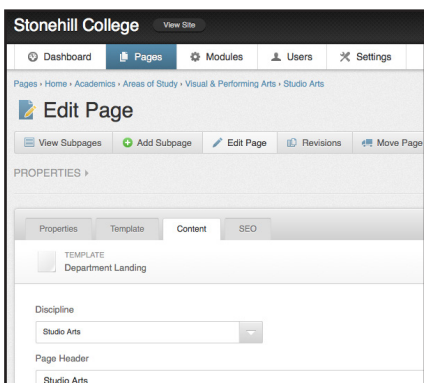 Stonehill College View Site
Dashboard Pages Modules Users Settings
Pages › Home › Academics › Areas of Study › Visual & Performing Arts › Studio Arts
Edit Page
View Subpages Add Subpage Edit Page Revisions Move Page
PROPERTIES
Properties Template Content SEO
TEMPLATE
Department Landing
Discipline
Studio Arts
Page Header
Studio Arts